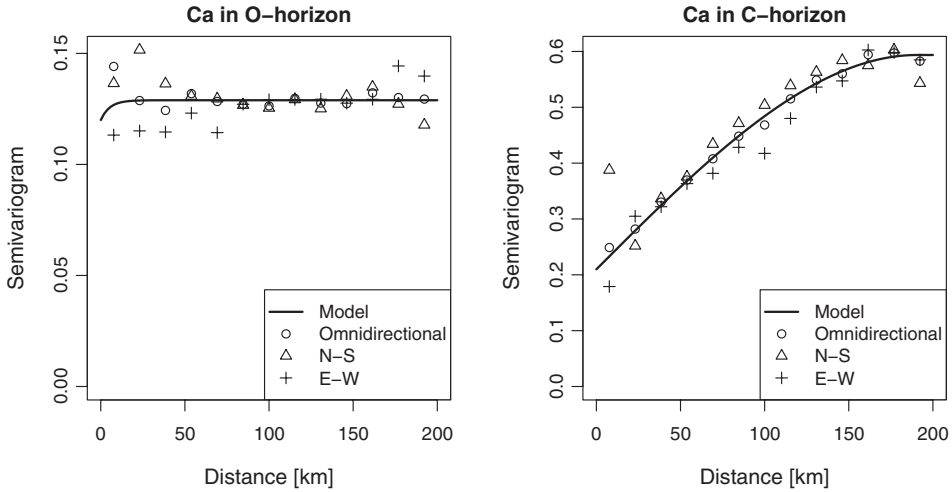 Ca in O−horizon
Semivariogram
0.15
0.10
0.05
0.00
0 50 100 150 200
Distance [km]
Model
Omnidirectional
N−S
E−W
Ca in C−horizon
Semivariogram
0.6
0.5
0.4
0.3
0.2
0.1
0.0
0 50 100 150 200
Distance [km]
Model
Omnidirectional
N−S
E−W